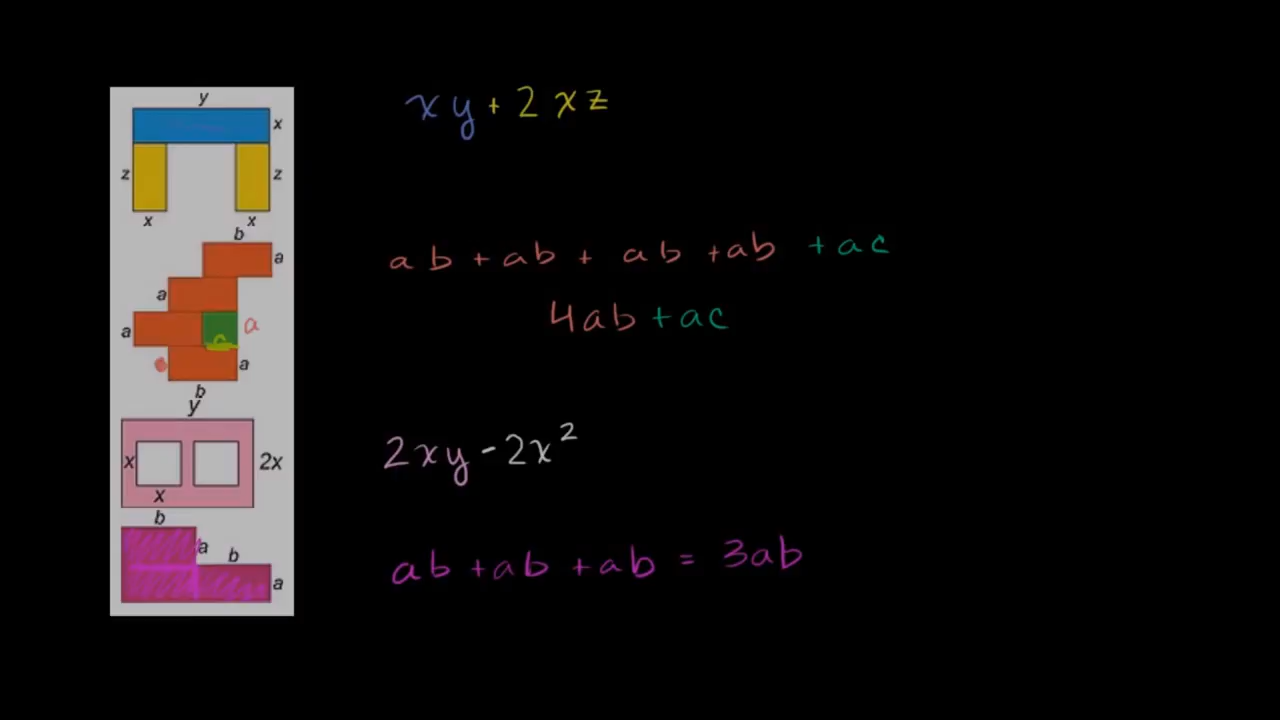 y
x
xy + 2xz
z z
x x
b
a
ab + ab + ab + ab + ac
a
a a
4ab + ac
a
b
y
x 2x
2xy - 2x²
x
b
a b
ab + ab + ab = 3ab
a